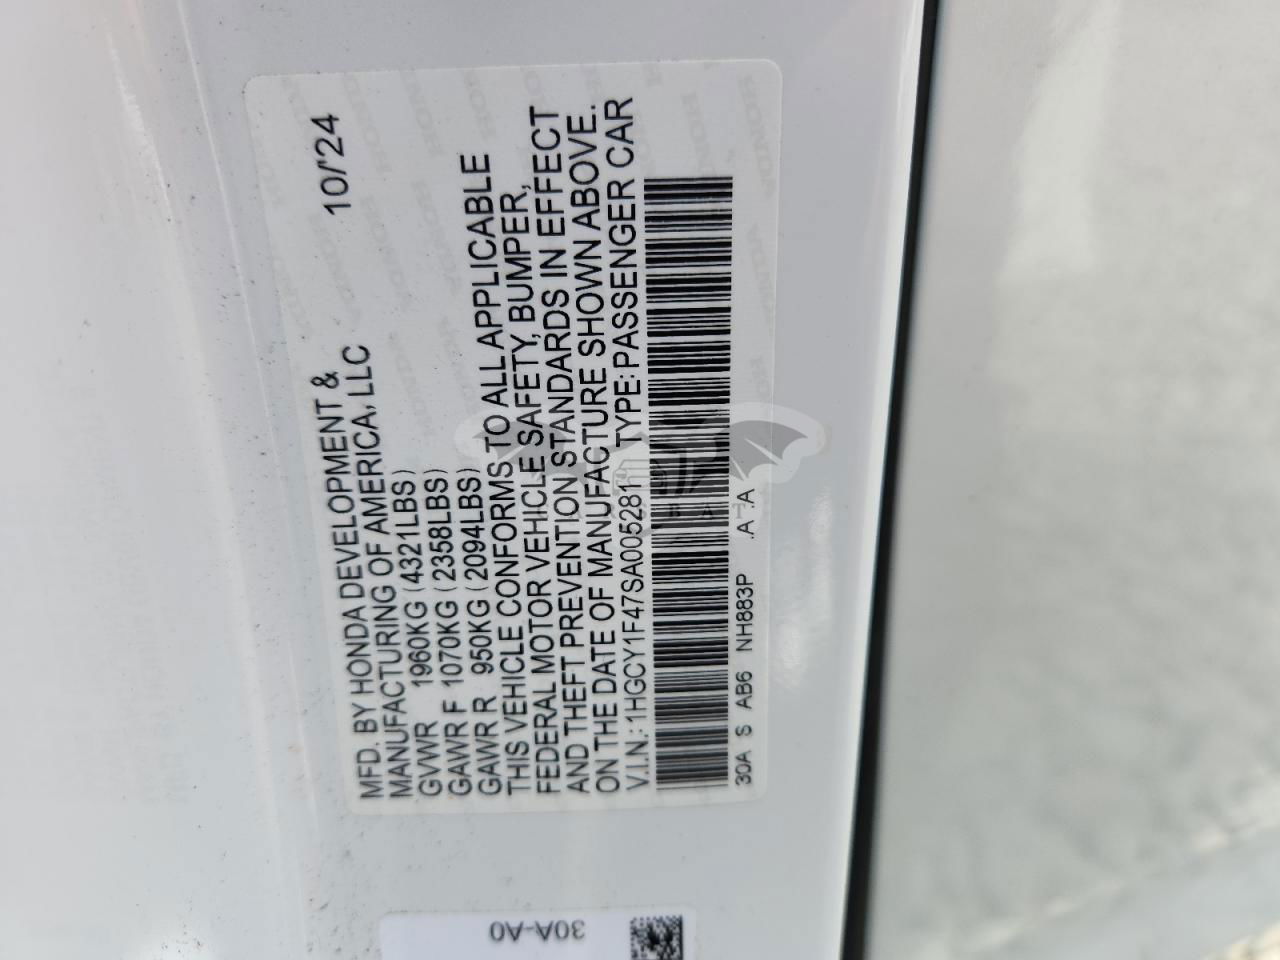 MFD. BY HONDA DEVELOPMENT &
MANUFACTURING OF AMERICA, LLC 10/'24
GVWR 1960KG (4321LBS)
GAWR F 1070KG (2358LBS)
GAWR R 950KG (2094LBS)
THIS VEHICLE CONFORMS TO ALL APPLICABLE
FEDERAL MOTOR VEHICLE SAFETY, BUMPER,
AND THEFT PREVENTION STANDARDS IN EFFECT
ON THE DATE OF MANUFACTURE SHOWN ABOVE.
V.I.N.: 1HGCY1F47SA005281 TYPE: PASSENGER CAR
30A S AB6 NH883P .A .A
30A-A0